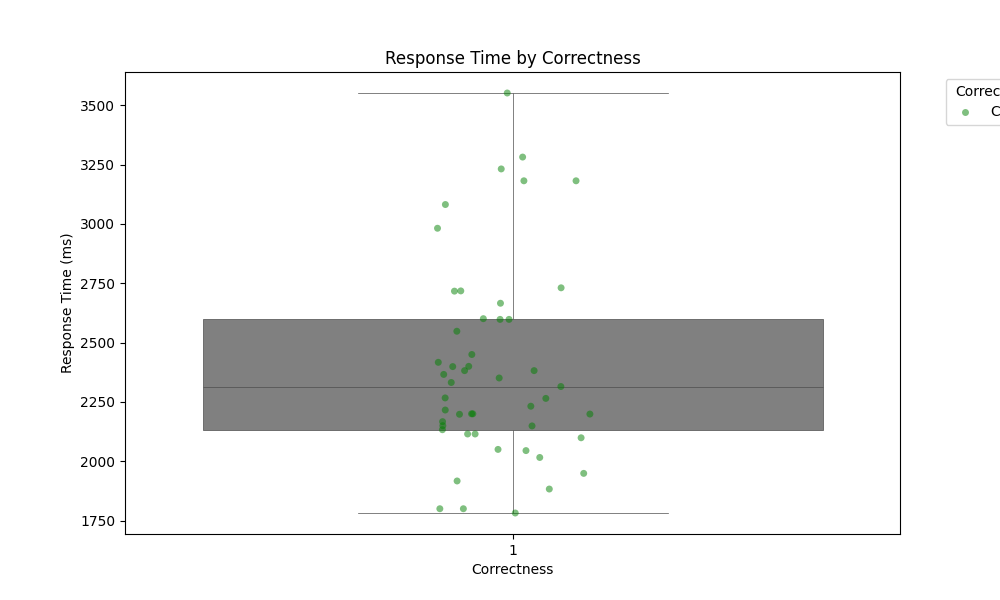 Response Time by Correctness
3500
3250
3000
2750
2500
2250
2000
1750
Response Time (ms)
1
Correctness
Correc
C